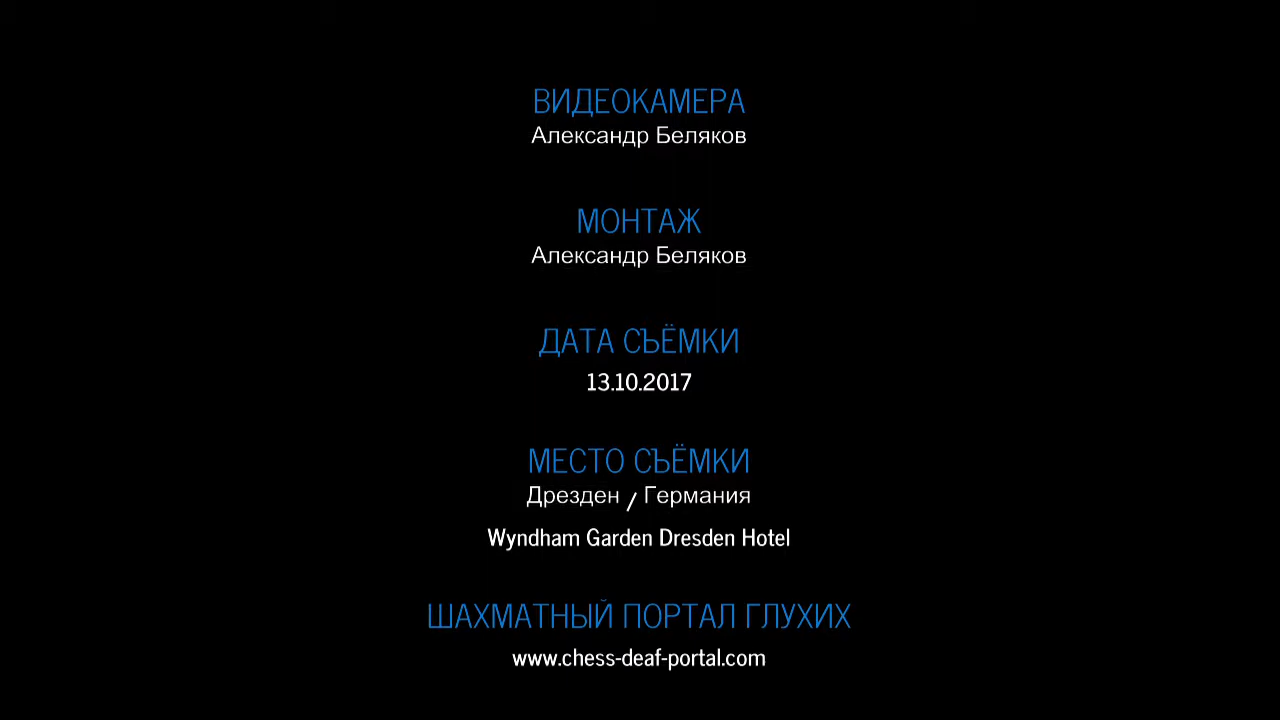 ВИДЕОКАМЕРА
Александр Беляков
МОНТАЖ
Александр Беляков
ДАТА СЪЁМКИ
13.10.2017
МЕСТО СЪЁМКИ
Дрезден / Германия
Wyndham Garden Dresden Hotel
ШАХМАТНЫЙ ПОРТАЛ ГЛУХИХ
www.chess-deaf-portal.com